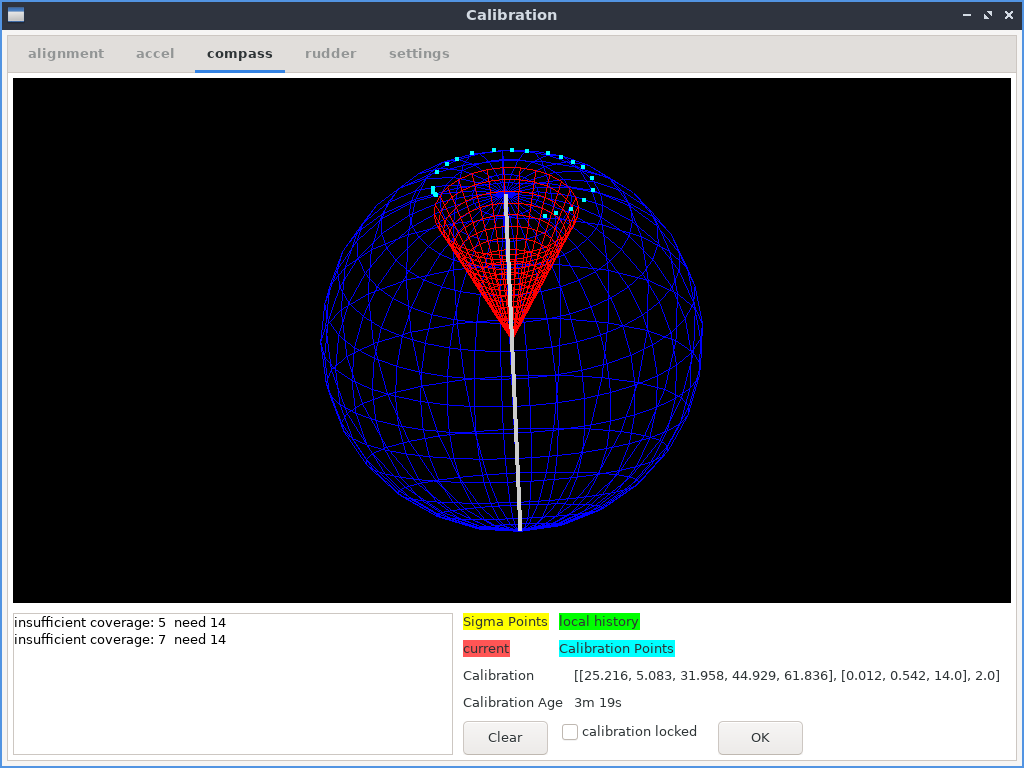 Calibration
alignment accel compass rudder settings
insufficient coverage: 5  need 14
insufficient coverage: 7  need 14
Sigma Points local history
current Calibration Points
Calibration [[25.216, 5.083, 31.958, 44.929, 61.836], [0.012, 0.542, 14.0], 2.0]
Calibration Age 3m 19s
Clear calibration locked OK